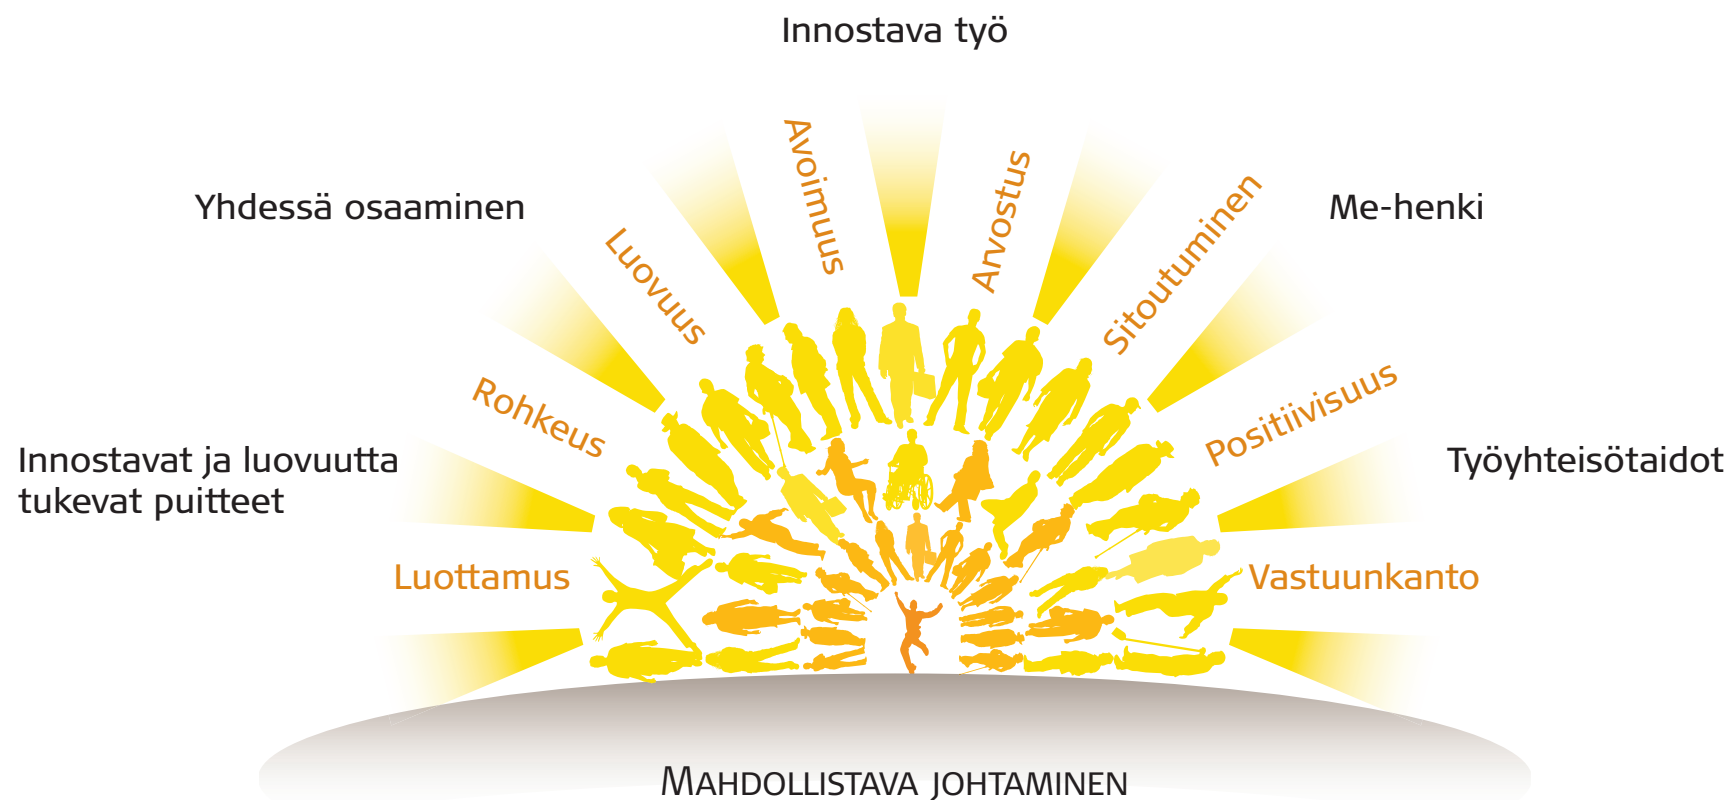 Innostava työ
Yhdessä osaaminen
Me-henki
Innostavat ja luovuutta
tukevat puitteet
Työyhteisötaidot
Luottamus
Rohkeus
Luovuus
Avoimuus
Arvostus
Sitoutuminen
Positiivisuus
Vastuunkanto
MAHDOLLISTAVA JOHTAMINEN